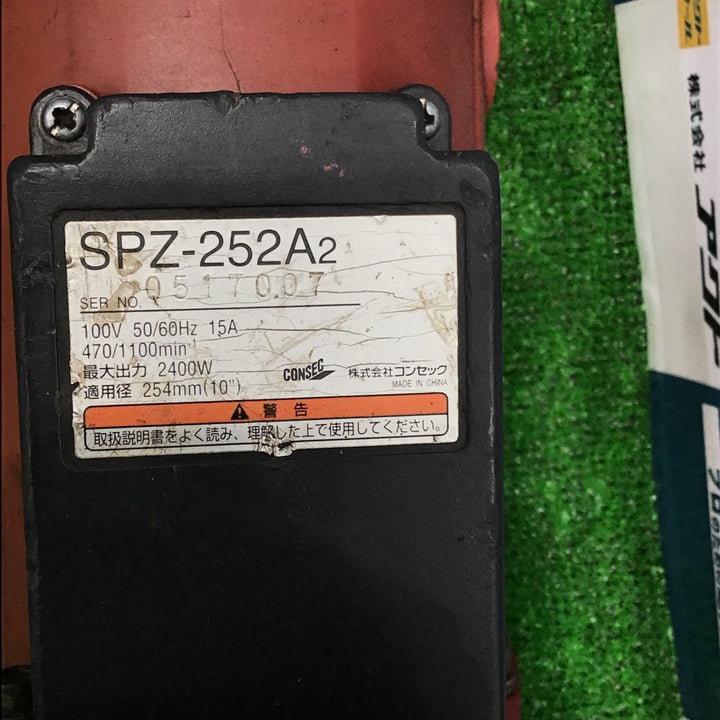 SPZ-252A2
SER NO. 0517007
100V 50/60Hz 15A
470/1100min⁻¹
最大出力 2400W
適用径 254mm(10")
CONSEC 株式会社コンセック
MADE IN CHINA
警告
取扱説明書をよく読み、理解した上で使用してください。
株式会社